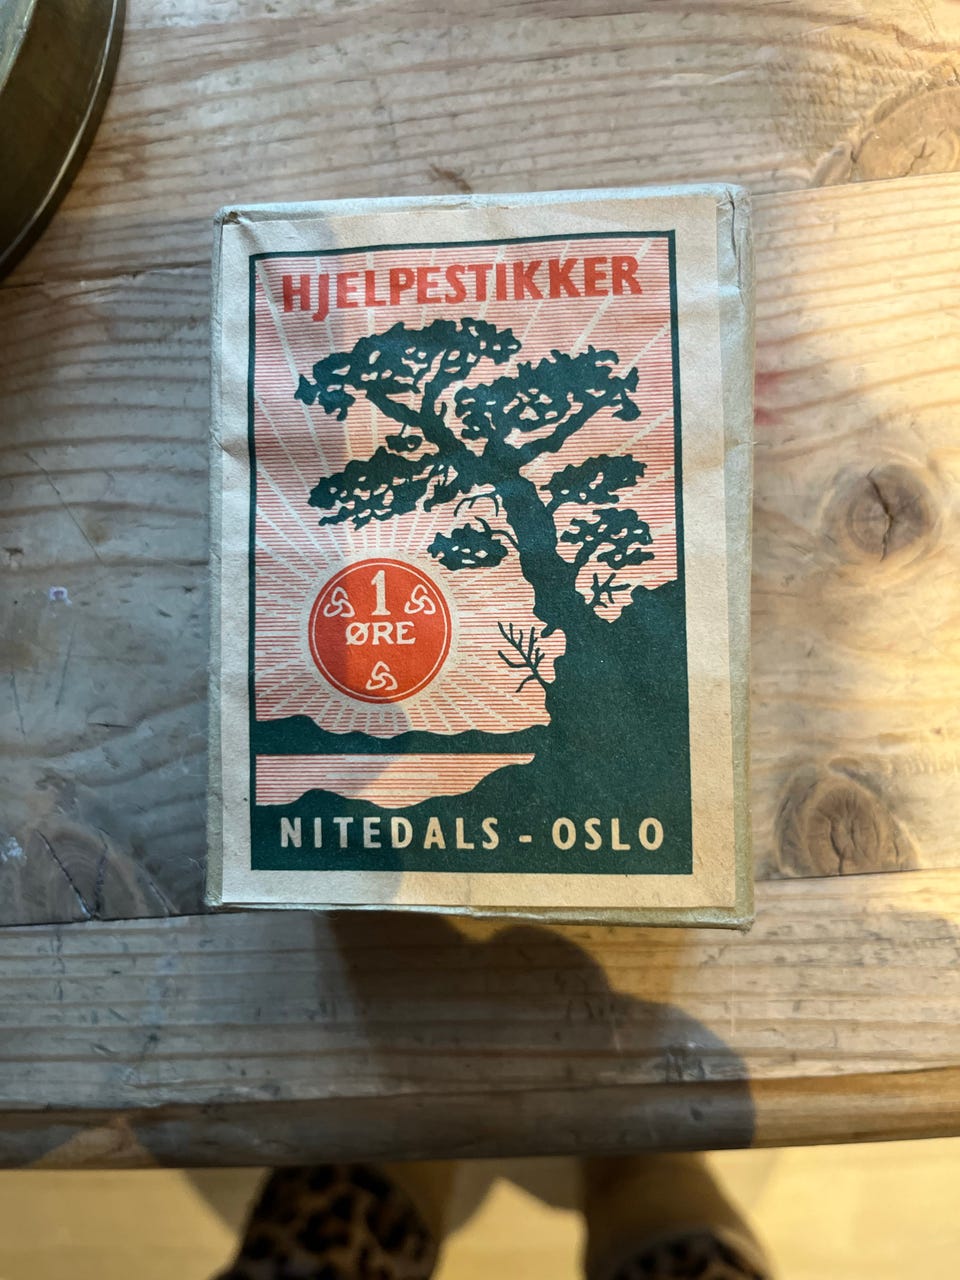 HJELPESTIKKER
1
ØRE
NITEDALS - OSLO